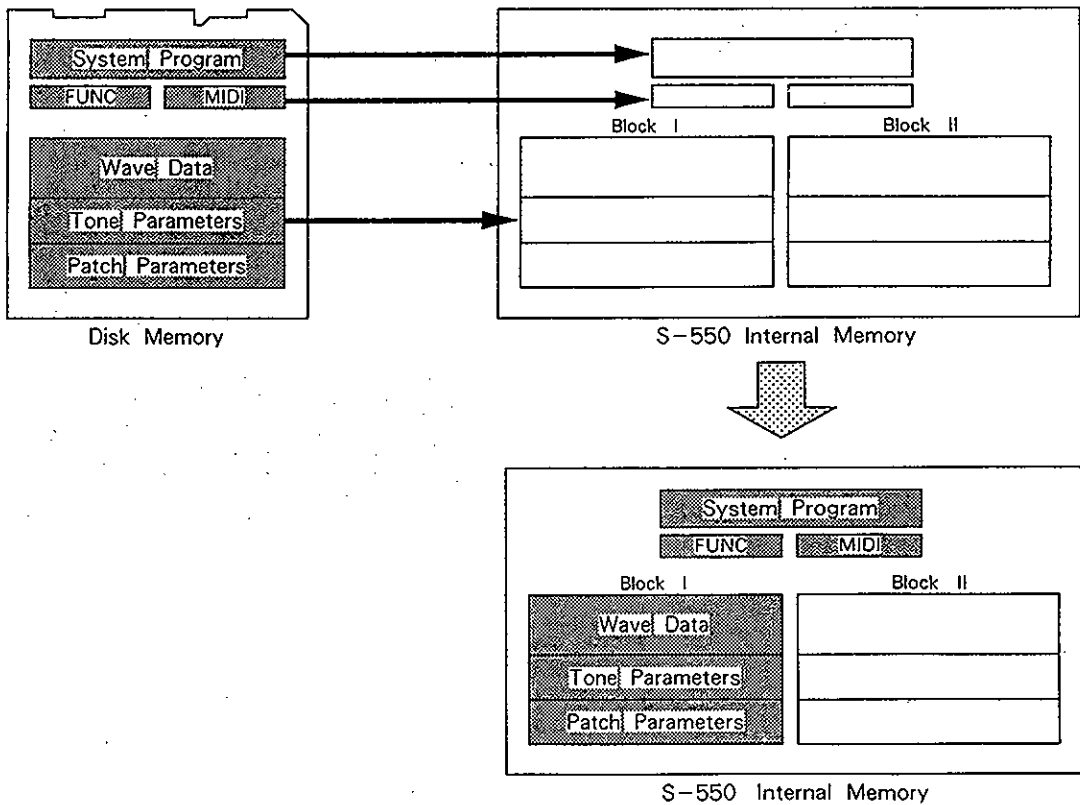 System Program
FUNC MIDI
Wave Data
Tone Parameters
Patch Parameters
Disk Memory
Block I Block II
S-550 Internal Memory
System Program
FUNC MIDI
Block I Block II
Wave Data
Tone Parameters
Patch Parameters
S-550 Internal Memory